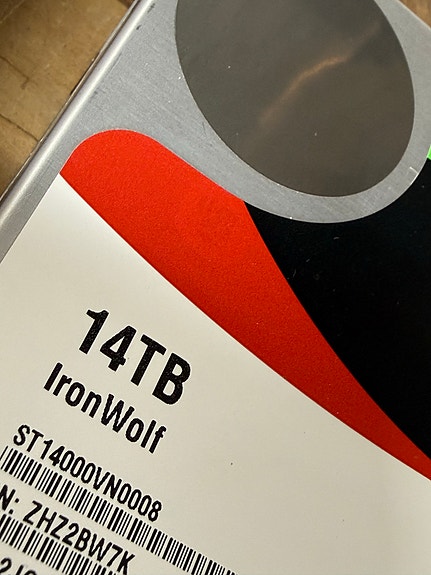 14TB
IronWolf
ST14000VN0008
N: ZHZ2BW7K